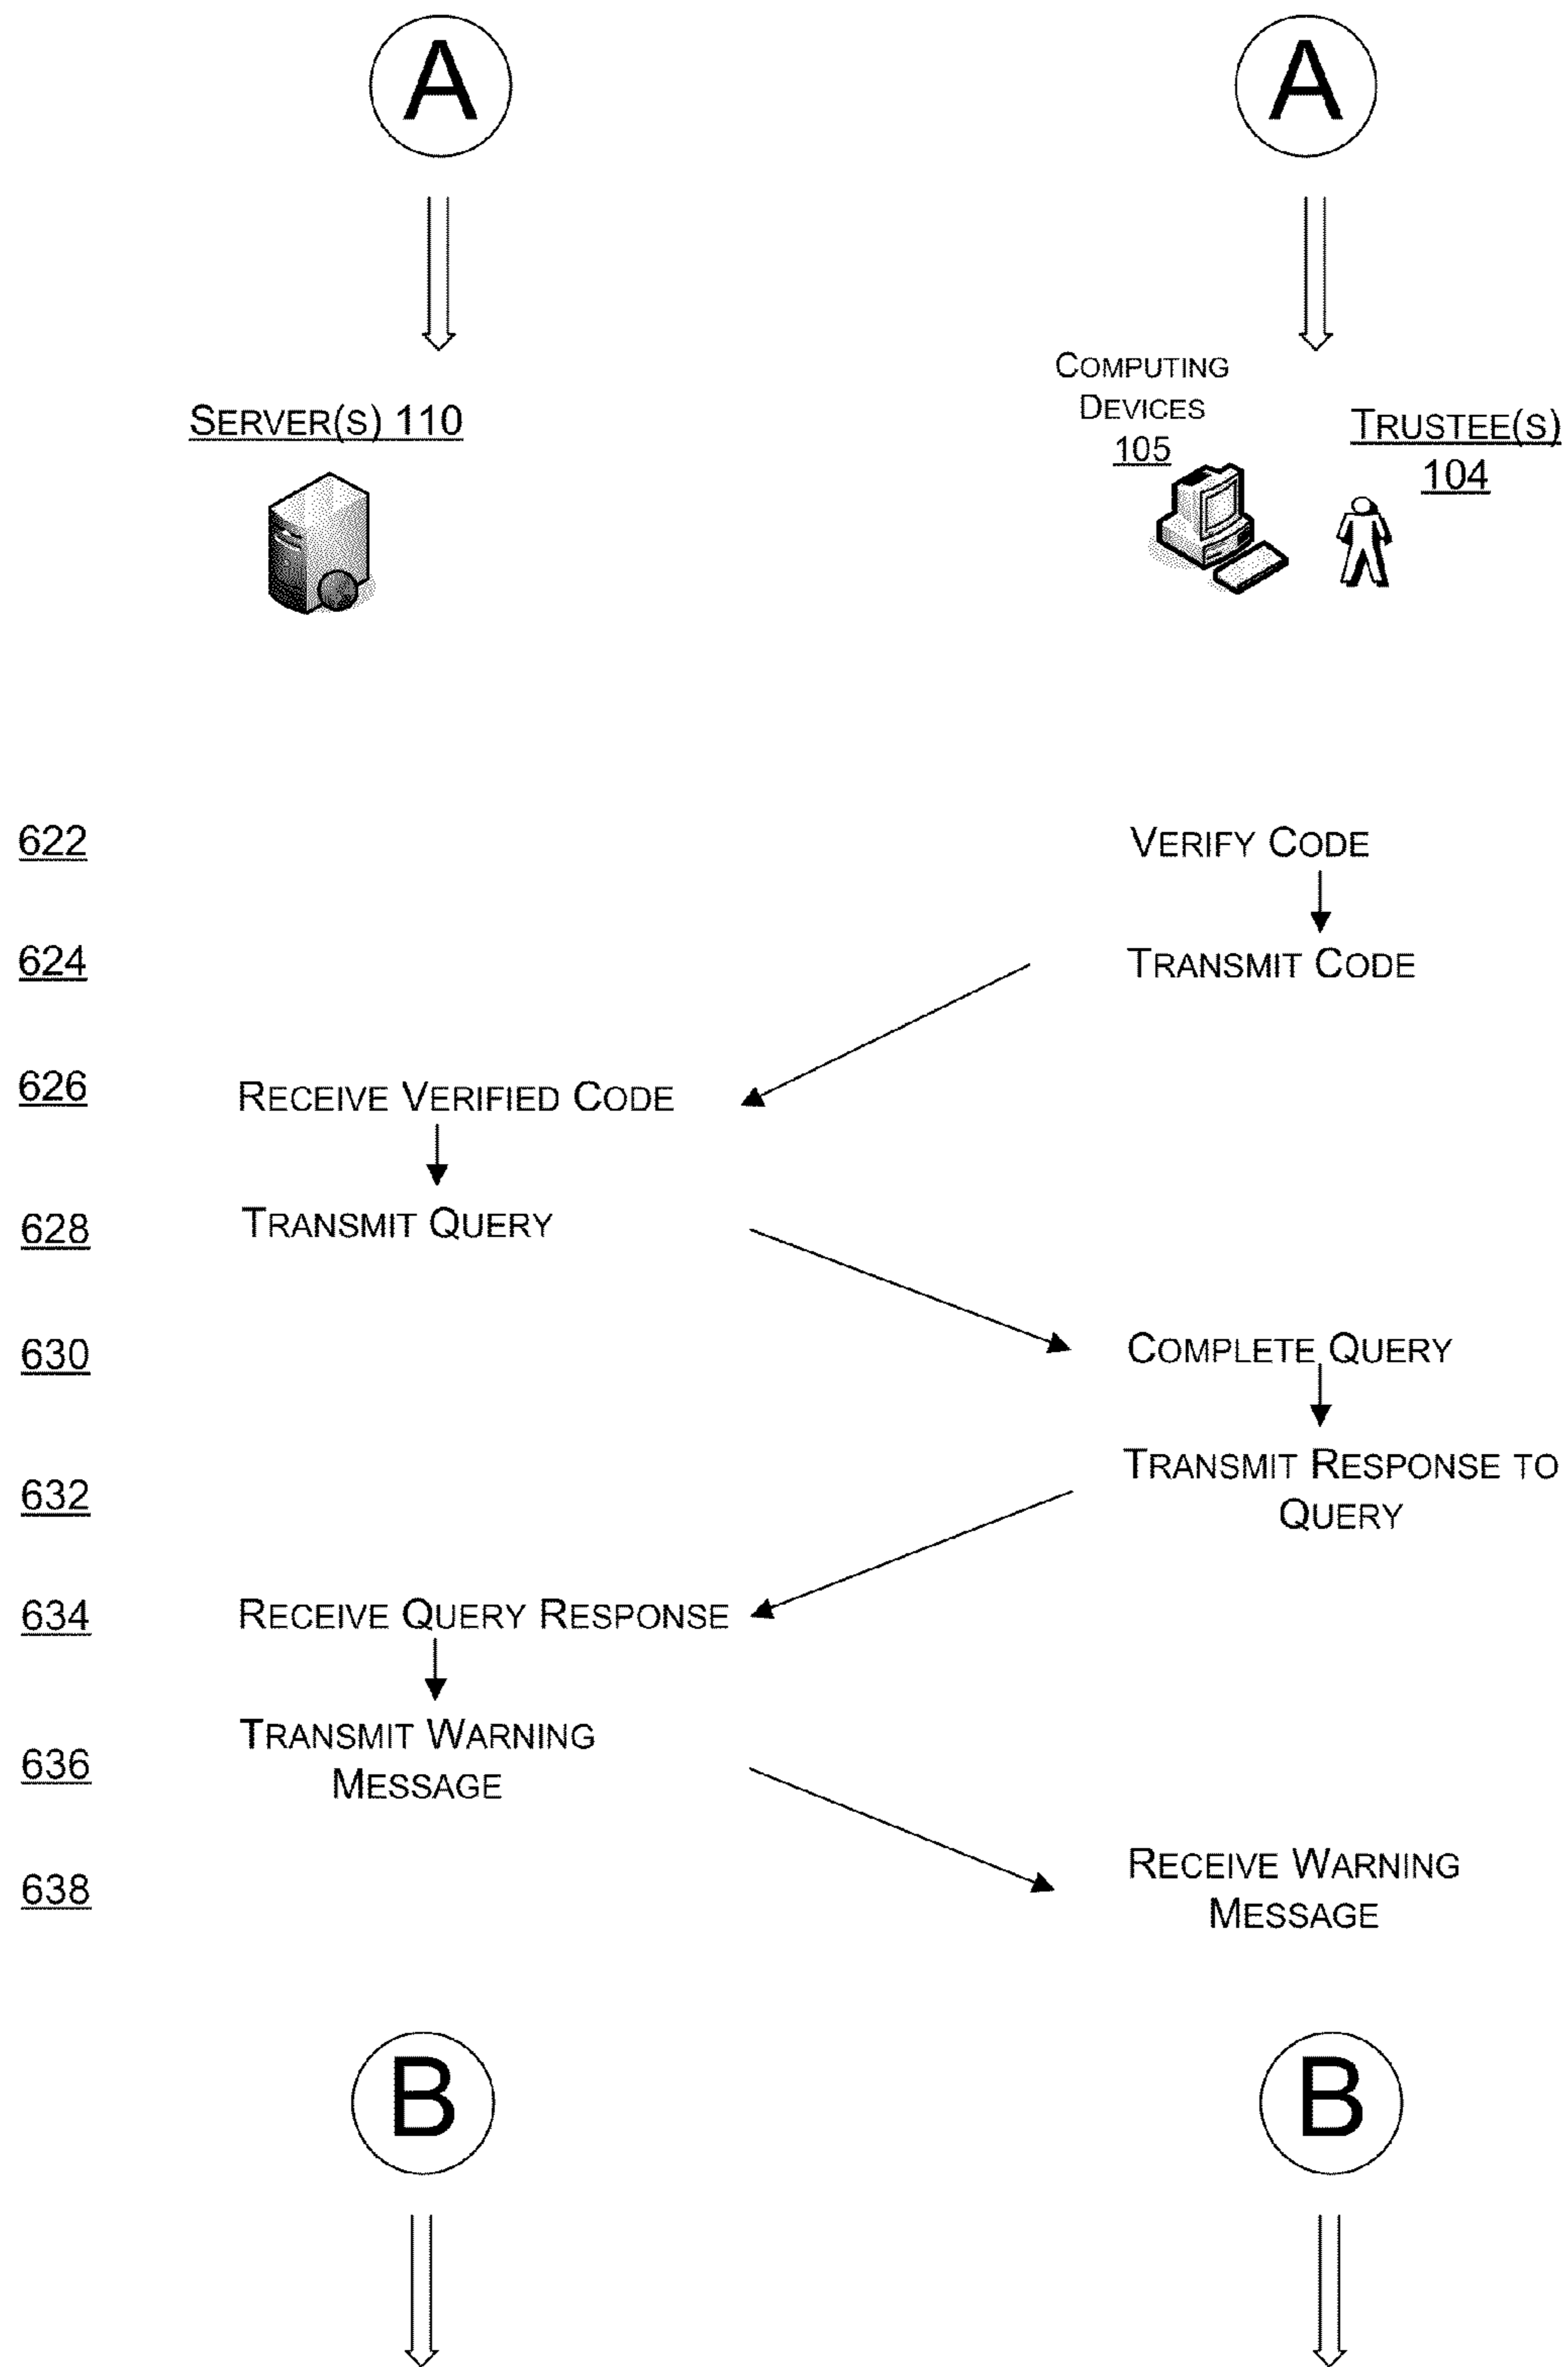 A
A
SERVER(S) 110
COMPUTING
DEVICES
105
TRUSTEE(S)
104
622
VERIFY CODE
624
TRANSMIT CODE
626
RECEIVE VERIFIED CODE
628
TRANSMIT QUERY
630
COMPLETE QUERY
632
TRANSMIT RESPONSE TO
QUERY
634
RECEIVE QUERY RESPONSE
636
TRANSMIT WARNING
MESSAGE
638
RECEIVE WARNING
MESSAGE
B
B